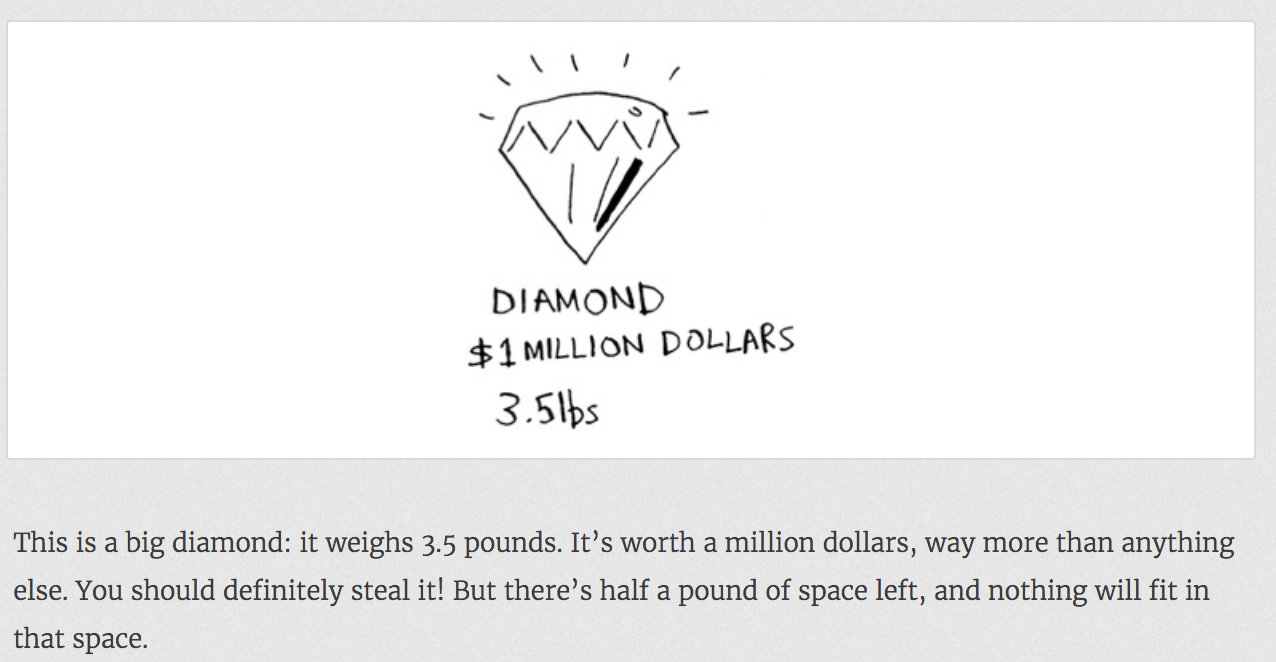 DIAMOND
$1 MILLION DOLLARS
3.5lbs
This is a big diamond: it weighs 3.5 pounds. It’s worth a million dollars, way more than anything
else. You should definitely steal it! But there’s half a pound of space left, and nothing will fit in
that space.